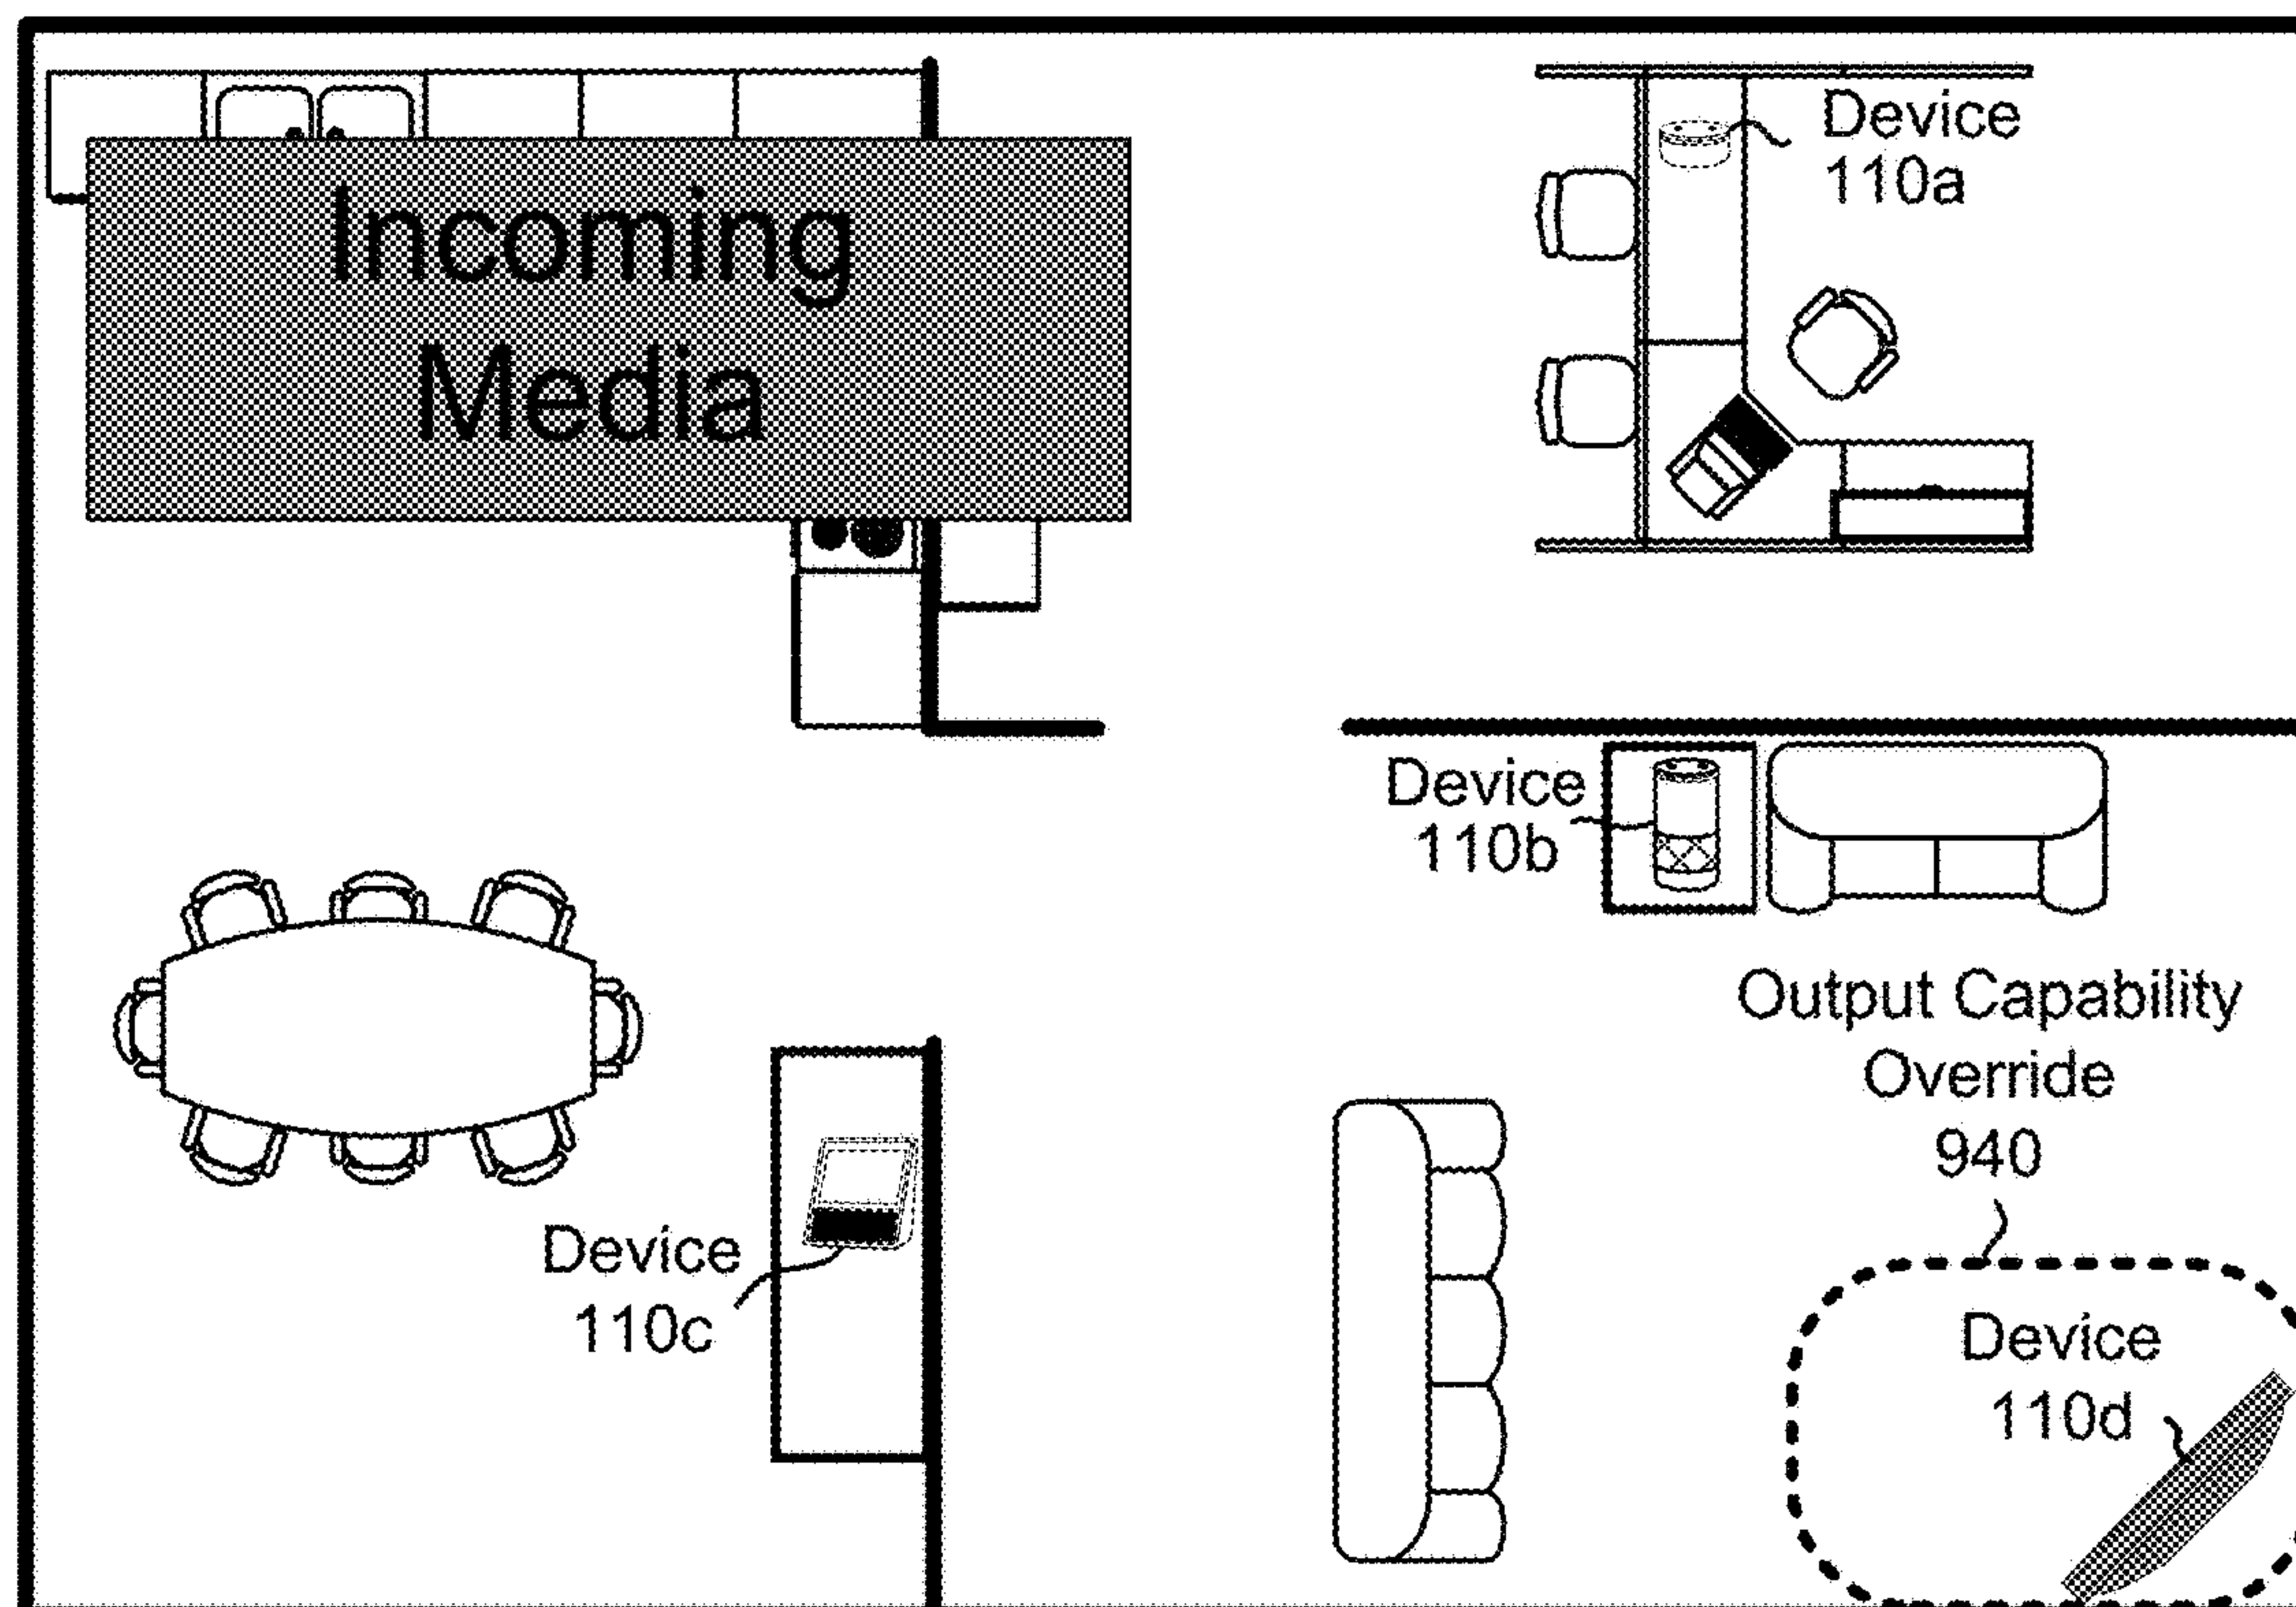 Incoming
Media
Device
110a
Device
110b
Output Capability
Override
940
Device
110c
Device
110d